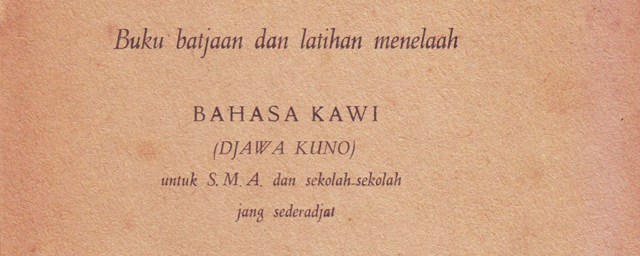 Buku batjaan dan latihan menelaah
BAHASA KAWI
(DJAWA KUNO)
untuk S. M. A. dan sekolah-sekolah
jang sederadjat